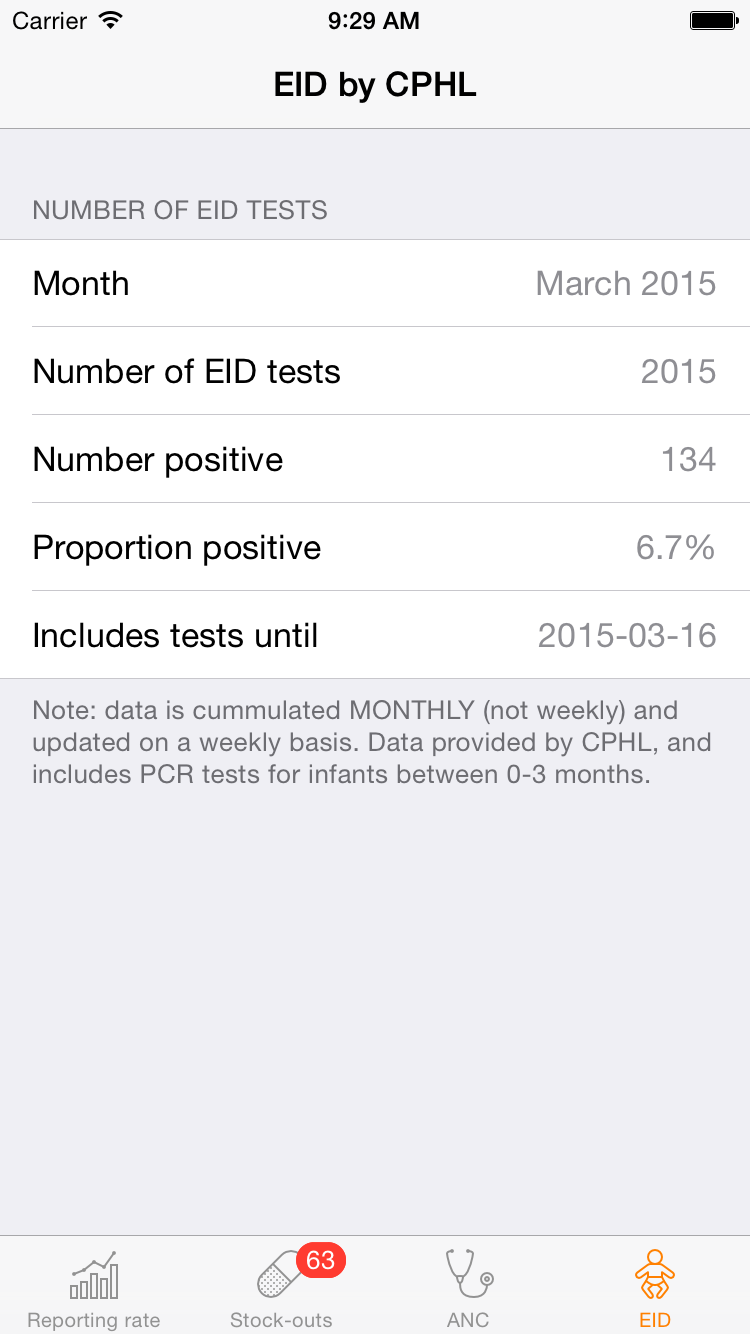 Carrier 9:29 AM
EID by CPHL
NUMBER OF EID TESTS
Month March 2015
Number of EID tests 2015
Number positive 134
Proportion positive 6.7%
Includes tests until 2015-03-16
Note: data is cummulated MONTHLY (not weekly) and
updated on a weekly basis. Data provided by CPHL, and
includes PCR tests for infants between 0-3 months.
63
Reporting rate Stock-outs ANC EID